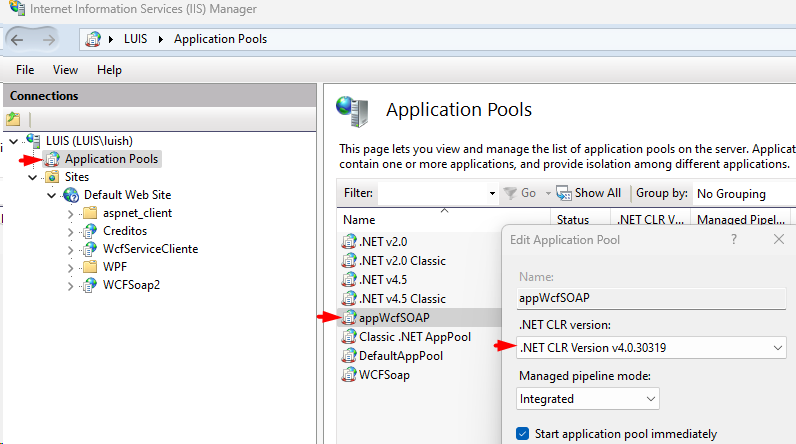 Internet Information Services (IIS) Manager
LUIS
Application Pools
File View Help
Connections
LUIS (LUIS\luish)
Application Pools
Sites
Default Web Site
aspnet_client
Creditos
WcfServiceCliente
WPF
WCFSoap2
Application Pools
This page lets you view and manage the list of application pools on the server. Applicat
contain one or more applications, and provide isolation among different applications.
Filter: Go Show All Group by: No Grouping
Name Status .NET CLR V... Managed Pipel...
.NET v2.0
.NET v2.0 Classic
.NET v4.5
.NET v4.5 Classic
appWcfSOAP
Classic .NET AppPool
DefaultAppPool
WCFSoap
Edit Application Pool ?
Name:
appWcfSOAP
.NET CLR version:
.NET CLR Version v4.0.30319
Managed pipeline mode:
Integrated
Start application pool immediately